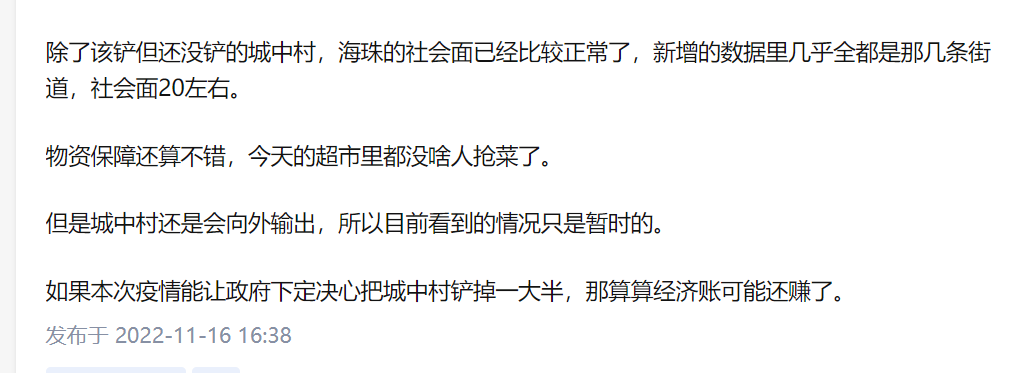 除了该铲但还没铲的城中村，海珠的社会面已经比较正常了，新增的数据里几乎全都是那几条街
道，社会面20左右。
物资保障还算不错，今天的超市里都没啥人抢菜了。
但是城中村还是会向外输出，所以目前看到的情况只是暂时的。
如果本次疫情能让政府下定决心把城中村铲掉一大半，那算算经济账可能还赚了。
发布于 2022-11-16 16:38